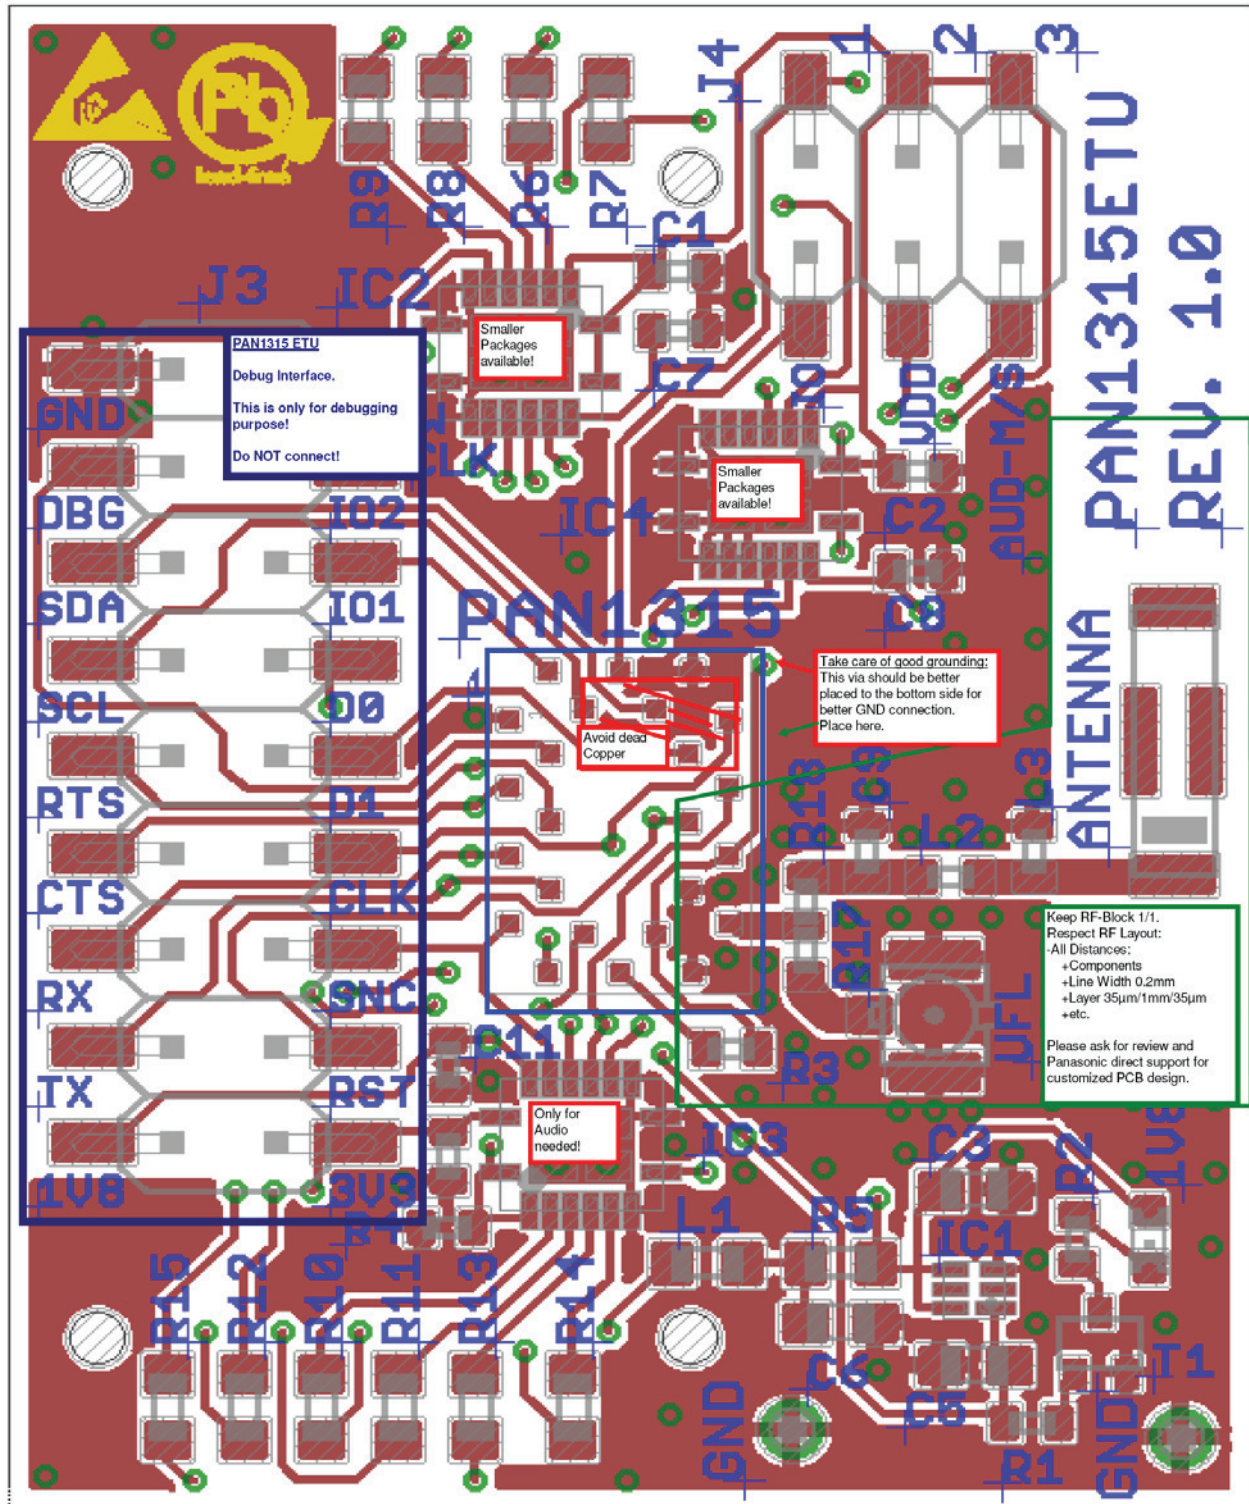 Pb
lead-free
J4
1
2
3
PAN1315ETU
REV. 1.0
R9
R8
R6
R7
C1
J3
IC2
PAN1315 ETU
Debug Interface.
This is only for debugging
purpose!
Do NOT connect!
Smaller
Packages
available!
C7
IO
VDD
AUD-M/S
GND
CLK
Smaller
Packages
available!
DBG
IO2
IC4
C2
SDA
IO1
PAN1315
C8
ANTENNA
Take care of good grounding:
This via should be better
placed to the bottom side for
better GND connection.
Place here.
SCL
D0
Avoid dead
Copper
RTS
D1
R18
C9
L2
L3
CTS
CLK
Keep RF-Block 1/1.
Respect RF Layout:
-All Distances:
+Components
+Line Width 0.2mm
+Layer 35µm/1mm/35µm
+etc.
Please ask for review and
Panasonic direct support for
customized PCB design.
R17
RX
SNC
UFL
C11
R3
TX
RST
Only for
Audio
needed!
IC3
C3
R2
1V8
1V8
3V3
L1
R5
IC1
R15
R12
R10
R11
R13
R14
C6
T1
C5
GND
R1
GND